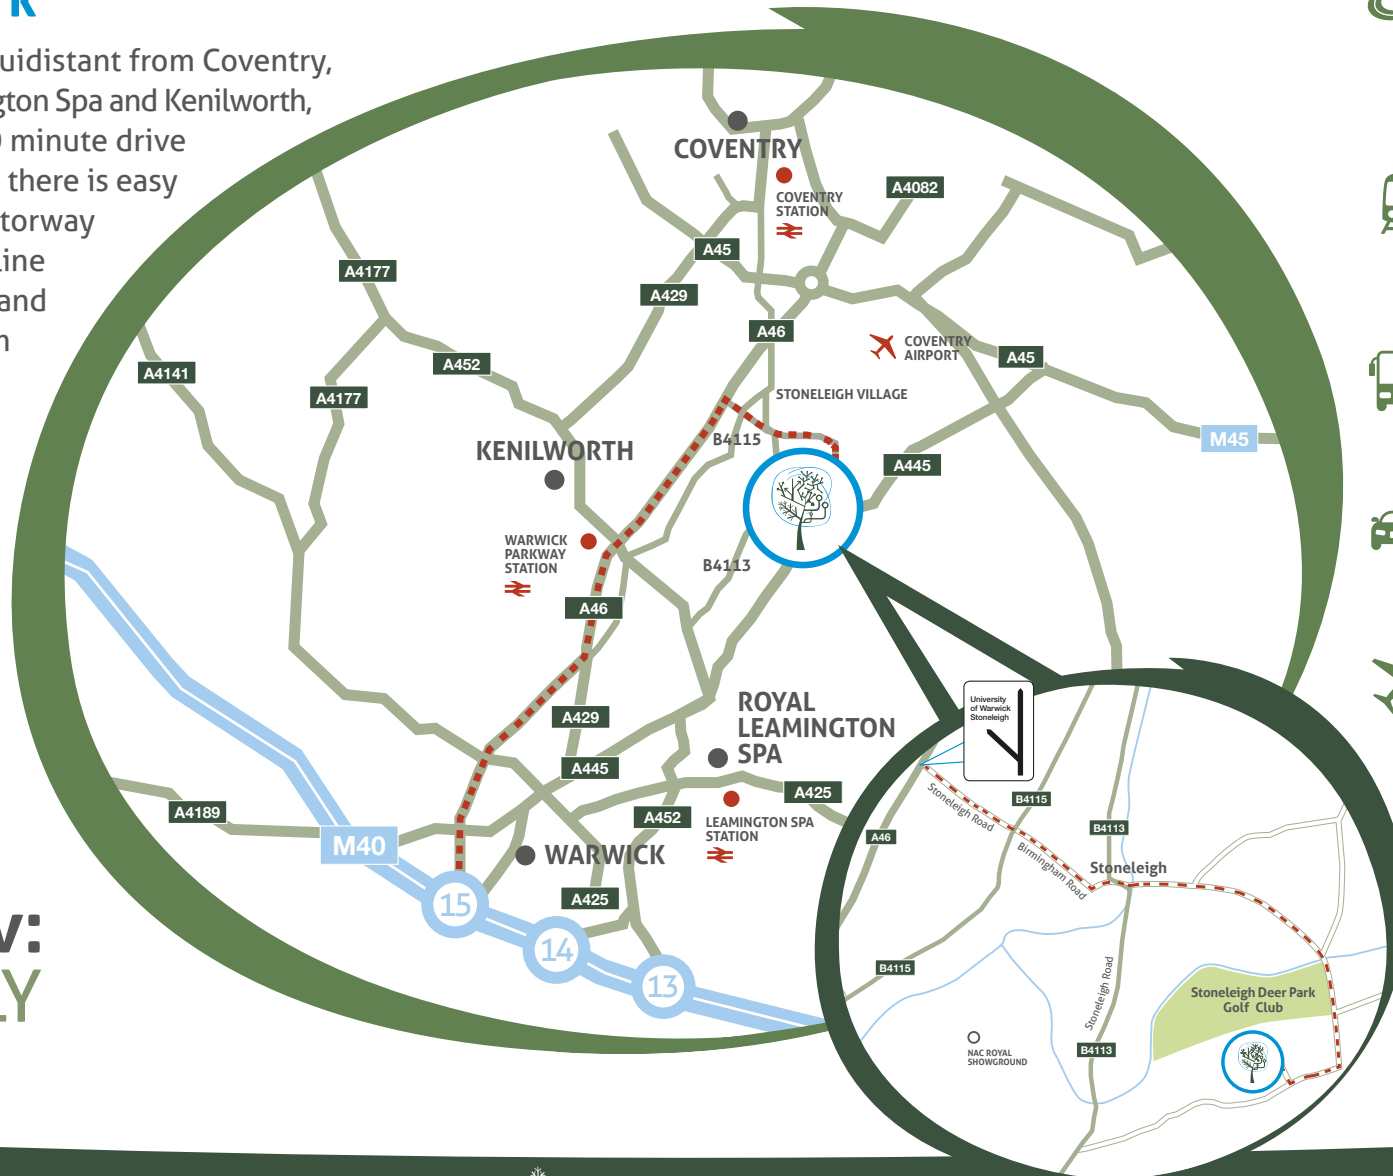 k
uidistant from Coventry,
gton Spa and Kenilworth,
minute drive
there is easy
torway
line
and
COVENTRY
COVENTRY
STATION
A4082
A45
A4177
A429
A46
COVENTRY
AIRPORT
A45
A452
A4141
A4177
STONELEIGH VILLAGE
B4115
M45
KENILWORTH
A445
WARWICK
PARKWAY
STATION
B4113
A46
ROYAL
LEAMINGTON
SPA
A429
A445
A425
A4189
A452
LEAMINGTON SPA
STATION
M40
WARWICK
A425
15
14
13
University
of Warwick
Stoneleigh
Stoneleigh Road
B4115
A46
B4113
Birmingham Road
Stoneleigh
B4115
Stoneleigh Road
Stoneleigh Deer Park
Golf Club
NAC ROYAL
SHOWGROUND
B4113
v:
LY